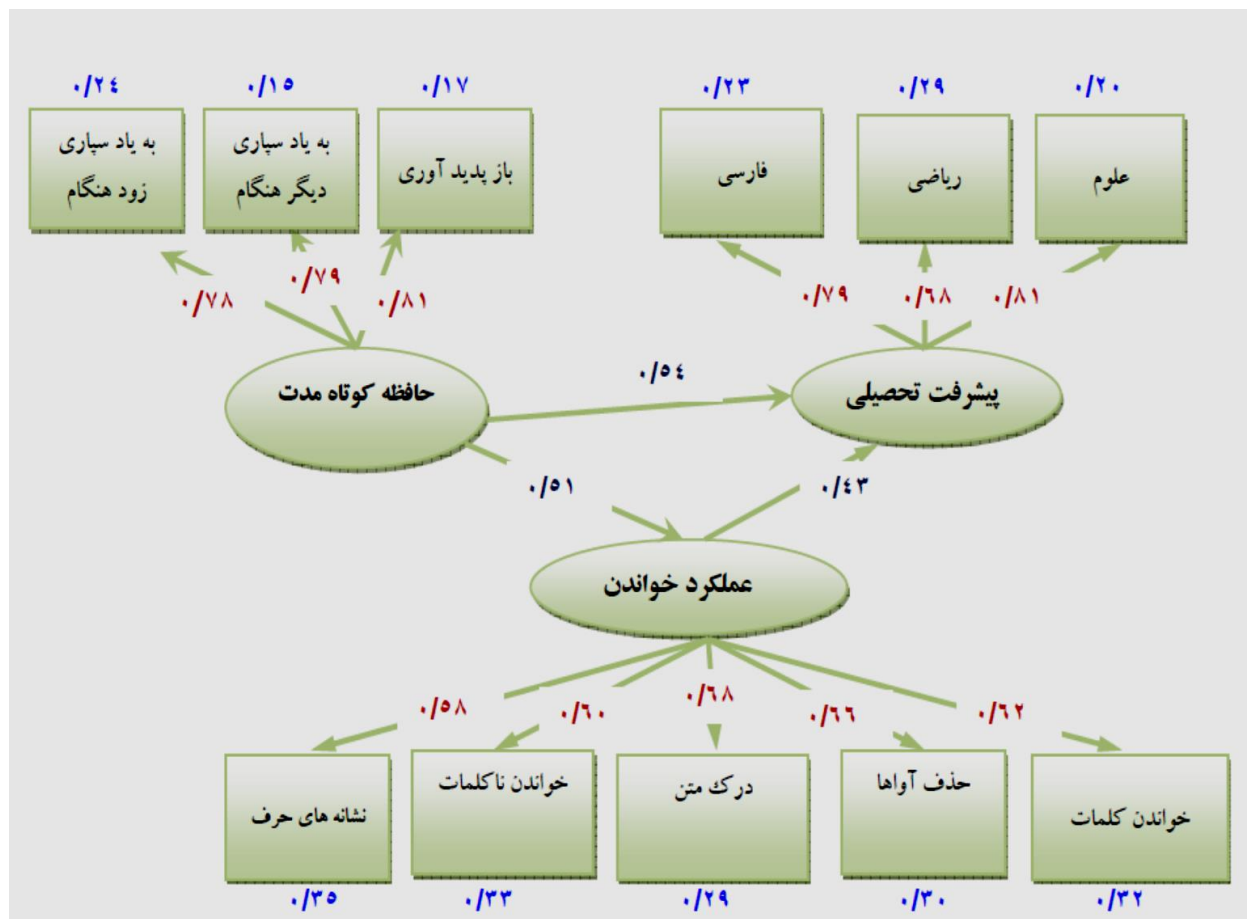 ۰/۲۴
۰/۱۵
۰/۱۷
۰/۲۳
۰/۲۹
۰/۲۰
به یاد سپاری
زود هنگام
به یاد سپاری
دیگر هنگام
باز پدید آوری
فارسی
ریاضی
علوم
۰/۷۸
۰/۷۹
۰/۸۱
۰/۷۹
۰/۶۸
۰/۸۱
حافظه کوتاه مدت
۰/۵۴
پیشرفت تحصیلی
۰/۵۱
۰/۴۳
عملکرد خواندن
۰/۵۸
۰/۶۰
۰/۶۸
۰/۶۶
۰/۶۲
نشانه های حرف
خواندن ناکلمات
درک متن
حذف آواها
خواندن کلمات
۰/۳۵
۰/۳۳
۰/۲۹
۰/۳۰
۰/۳۲